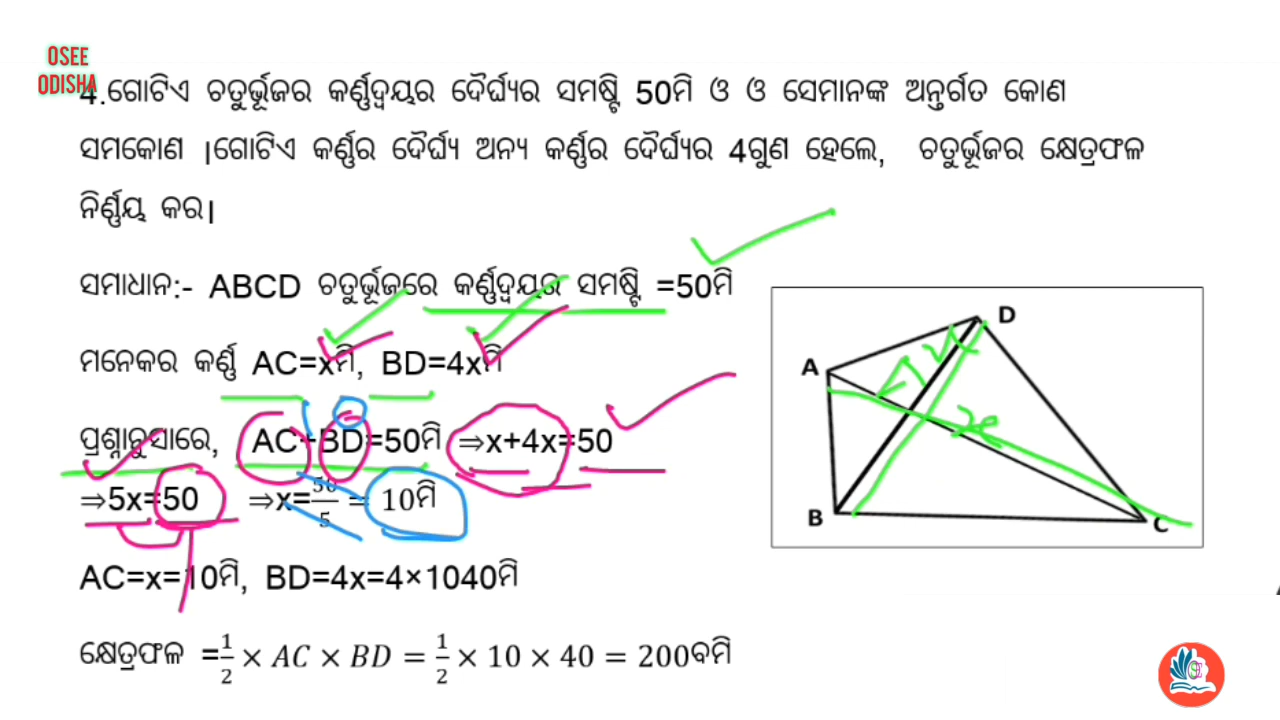 OSEE
ODISHA
4.ଗୋଟିଏ ଚତୁର୍ଭୂଜର କର୍ଣ୍ଣଦ୍ବୟର ଦୈର୍ଘ୍ୟର ସମଷ୍ଟି 50ମି ଓ ଓ ସେମାନଙ୍କ ଅନ୍ତର୍ଗତ କୋଣ
ସମକୋଣ ।ଗୋଟିଏ କର୍ଣ୍ଣର ଦୈର୍ଘ୍ୟ ଅନ୍ୟ କର୍ଣ୍ଣର ଦୈର୍ଘ୍ୟର 4ଗୁଣ ହେଲେ, ଚତୁର୍ଭୂଜର କ୍ଷେତ୍ରଫଳ
ନିର୍ଣ୍ଣୟ କର।
ସମାଧାନ:- ABCD ଚତୁର୍ଭୂଜରେ କର୍ଣ୍ଣଦ୍ବୟର ସମଷ୍ଟି =50ମି
ମନେକର କର୍ଣ୍ଣ AC=xମି, BD=4xମି
ପ୍ରଶ୍ନାନୁସାରେ, AC+BD=50ମି ⇒x+4x=50
⇒5x=50 ⇒x=50/5 = 10ମି
AC=x=10ମି, BD=4x=4×1040ମି
କ୍ଷେତ୍ରଫଳ =1/2 × AC × BD = 1/2 × 10 × 40 = 200ବମି
D
A
B
C